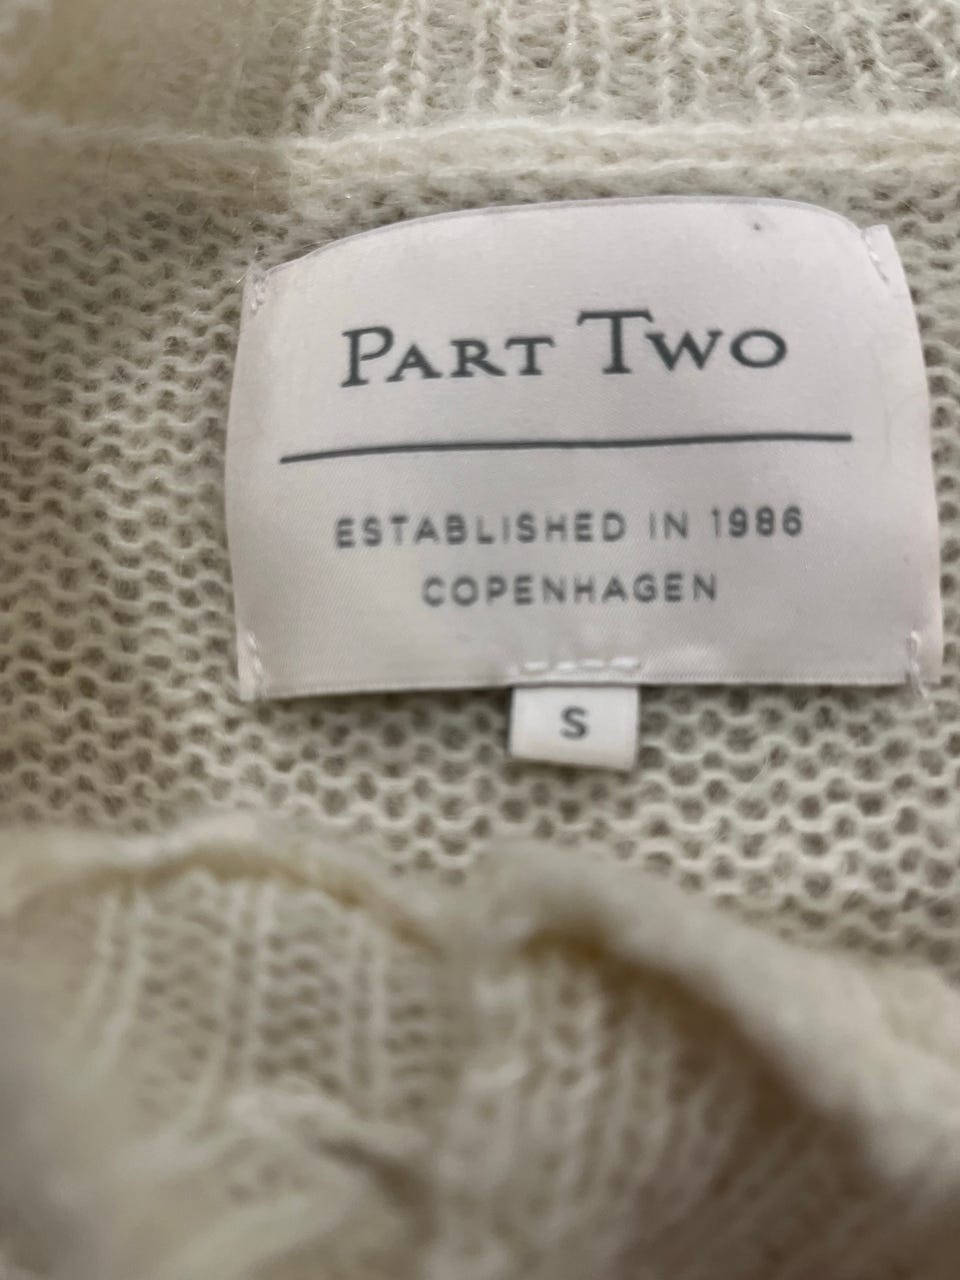 PART TWO
ESTABLISHED IN 1986
COPENHAGEN
S